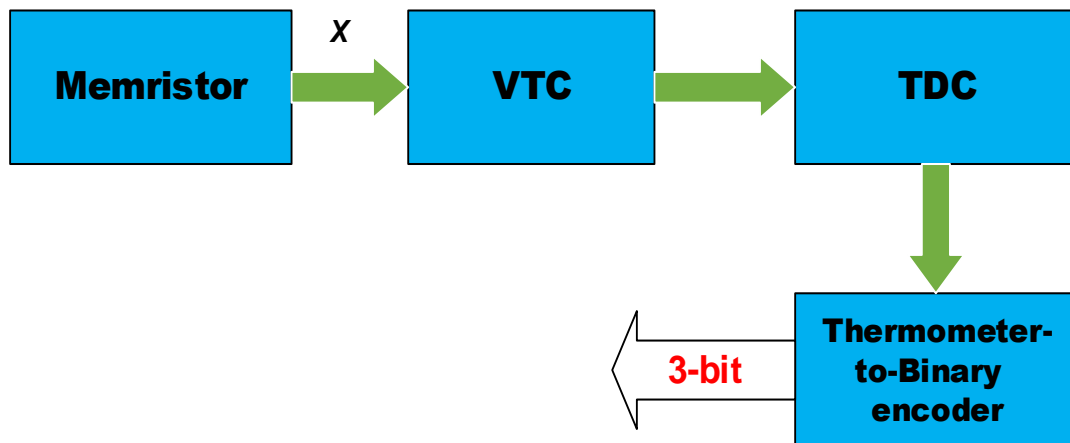 X
Memristor
VTC
TDC
Thermometer-
to-Binary
encoder
3-bit